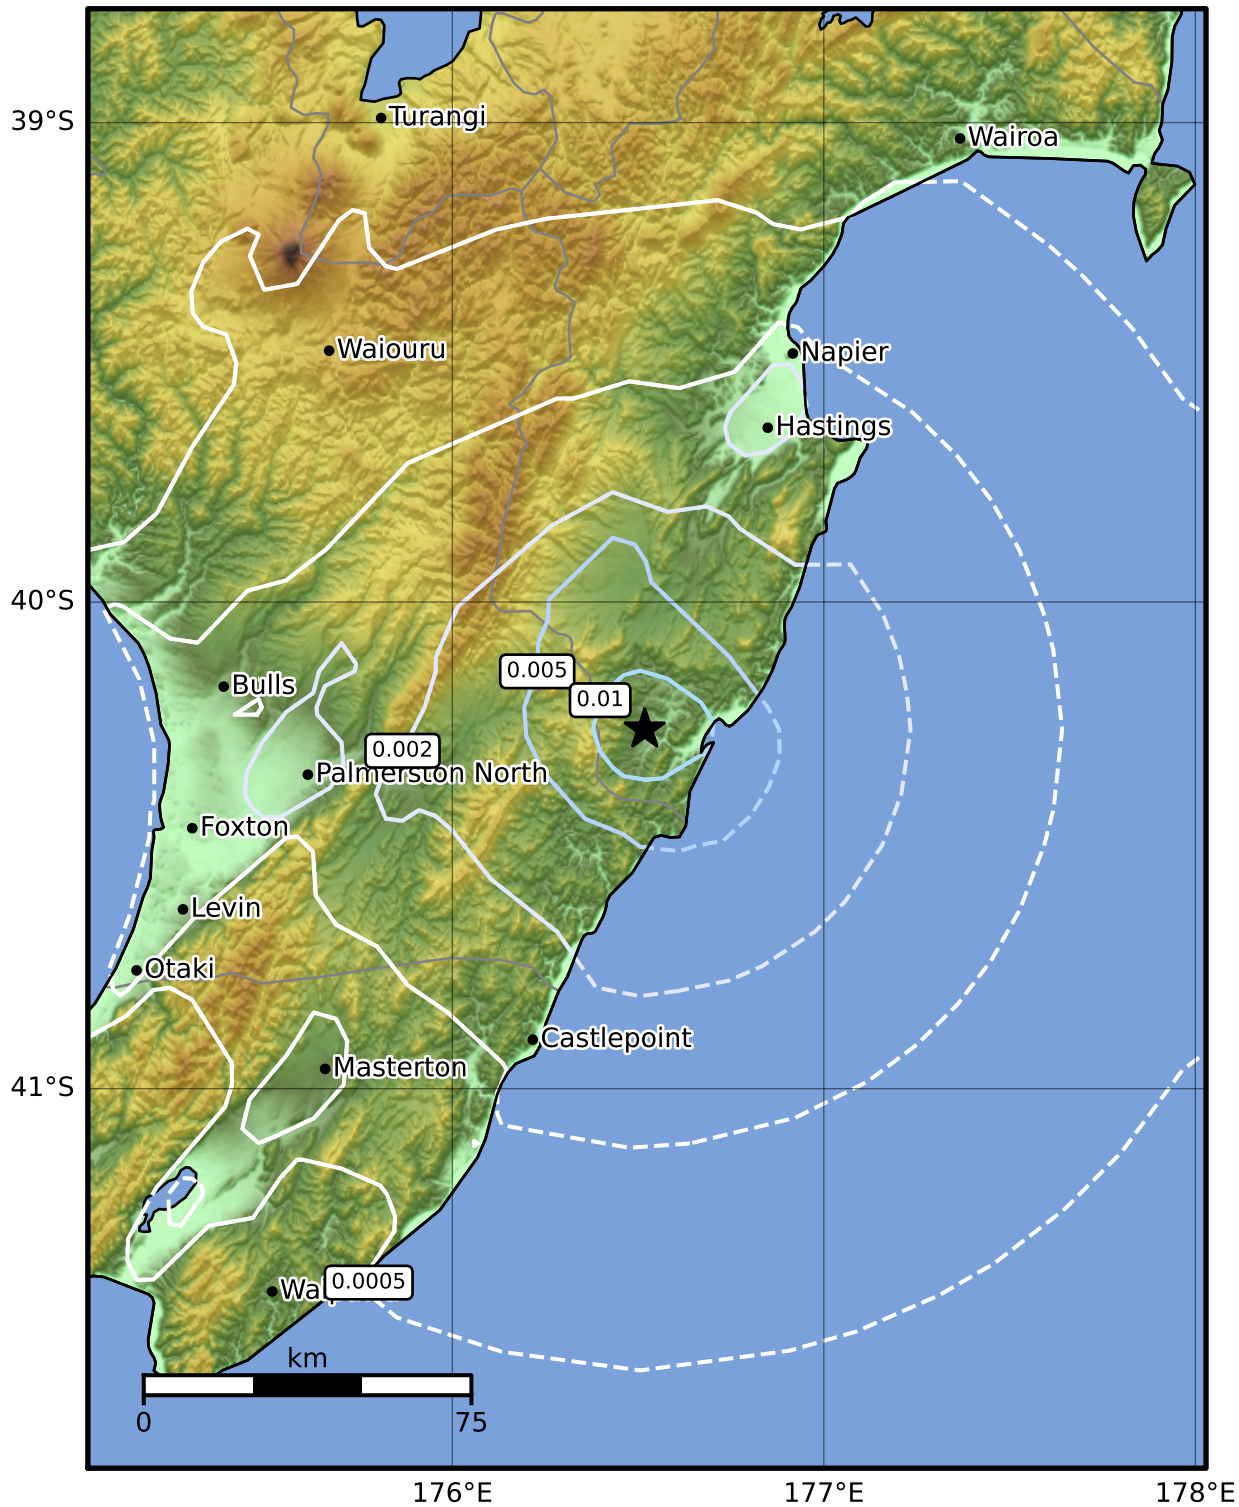 Turangi
39°S
Wairoa
Waiouru
Napier
Hastings
40°S
0.005
Bulls
0.01
0.002
Palmerston North
Foxton
Levin
Otaki
Castlepoint
Masterton
41°S
0.0005
km
0 75
176°E 177°E 178°E